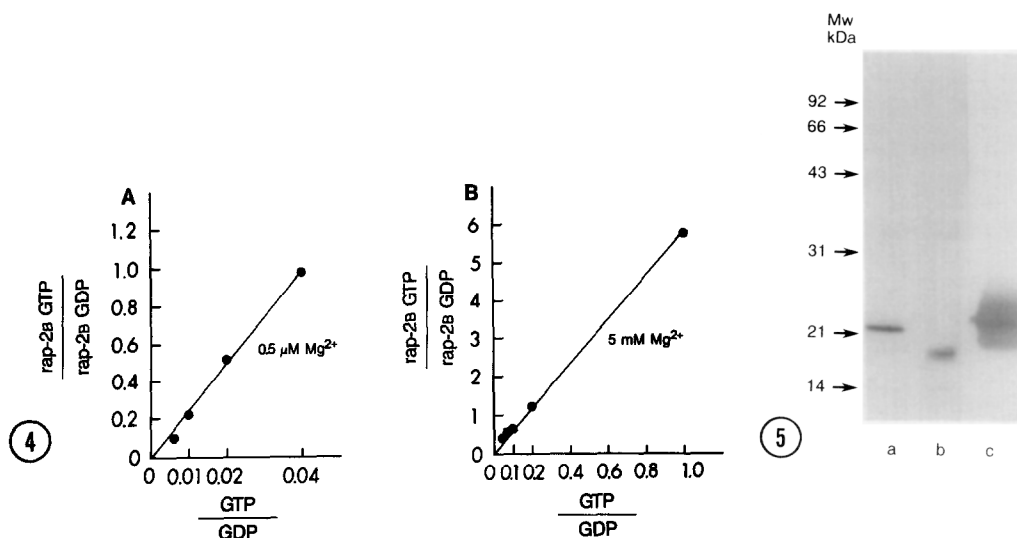 4
A
rap-2B GTP
rap-2B GDP
1.2
1.0
0.8
0.6
0.4
0.2
0
0 0.01 0.02 0.04
0.5 µM Mg2+
GTP
GDP
B
rap-2B GTP
rap-2B GDP
6
5
4
3
2
1
0
0 0.1 0.2 0.4 0.6 0.8 1.0
5 mM Mg2+
GTP
GDP
5
Mw
kDa
92
66
43
31
21
14
a b c